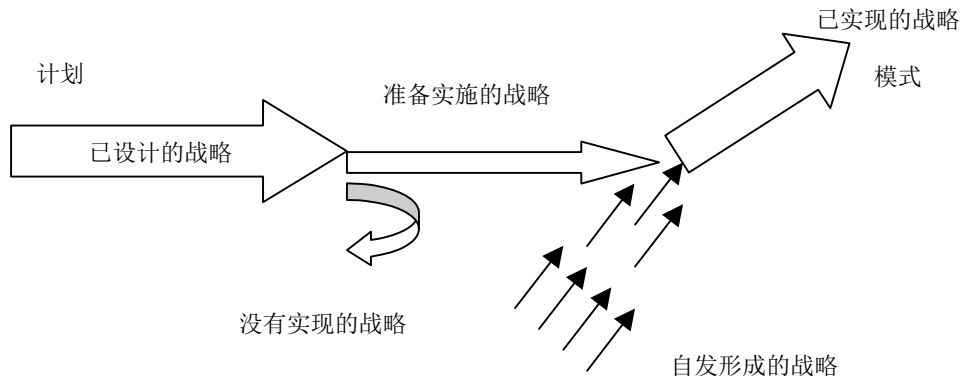 已实现的战略
计划
模式
准备实施的战略
已设计的战略
没有实现的战略
自发形成的战略